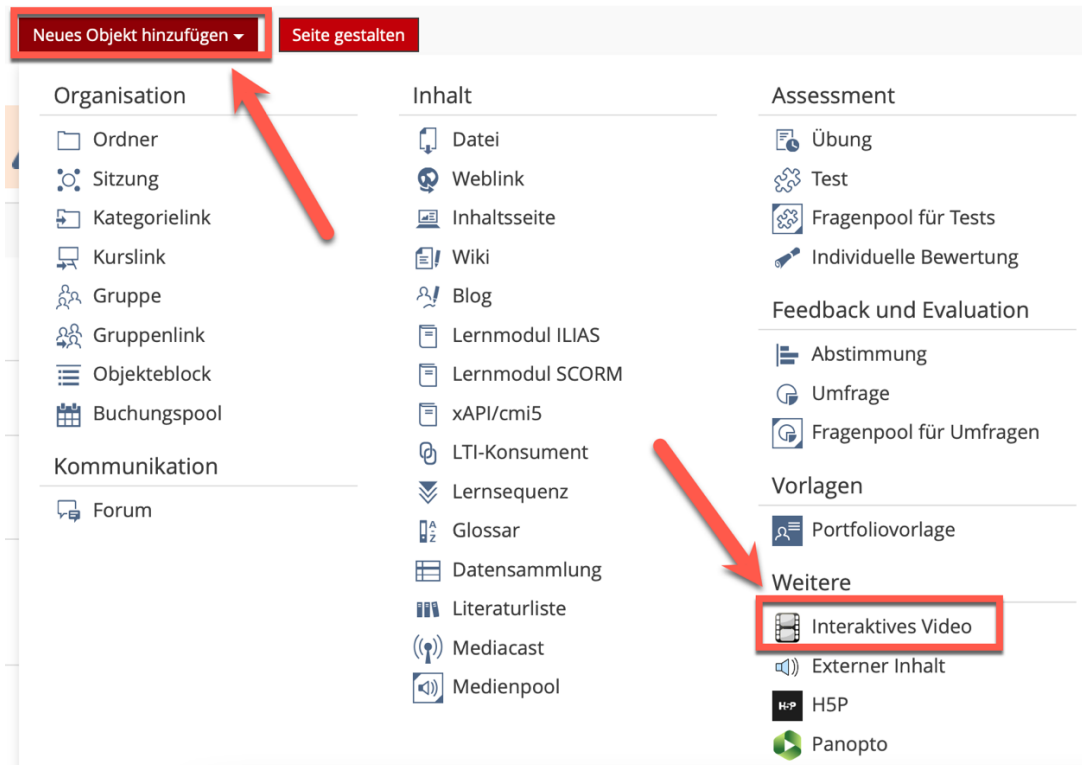 Neues Objekt hinzufügen
Seite gestalten
Organisation
Ordner
Sitzung
Kategorielink
Kurslink
Gruppe
Gruppenlink
Objekteblock
Buchungspool
Kommunikation
Forum
Inhalt
Datei
Weblink
Inhaltsseite
Wiki
Blog
Lernmodul ILIAS
Lernmodul SCORM
xAPI/cmi5
LTI-Konsument
Lernsequenz
Glossar
Datensammlung
Literaturliste
Mediacast
Medienpool
Assessment
Übung
Test
Fragenpool für Tests
Individuelle Bewertung
Feedback und Evaluation
Abstimmung
Umfrage
Fragenpool für Umfragen
Vorlagen
Portfoliovorlage
Weitere
Interaktives Video
Externer Inhalt
H5P H5P
Panopto